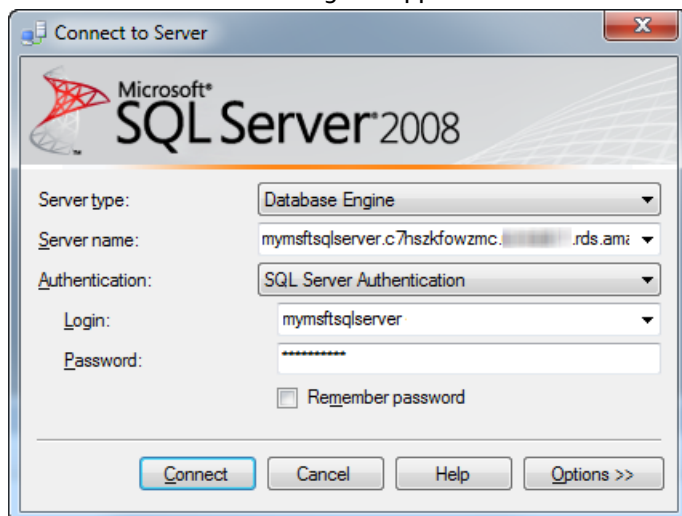 Connect to Server
Microsoft®
SQL Server® 2008
Server type: Database Engine
Server name: mymsftsqlserver.c7hszkfowzmc. .rds.ama
Authentication: SQL Server Authentication
Login: mymsftsqlserver
Password: **********
Remember password
Connect Cancel Help Options >>